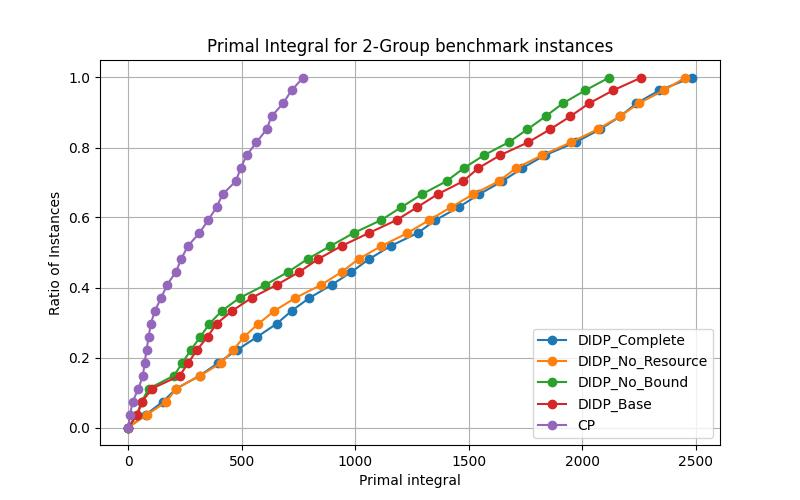 Primal Integral for 2-Group benchmark instances
1.0
0.8
0.6
0.4
0.2
0.0
Ratio of Instances
DIDP_Complete
DIDP_No_Resource
DIDP_No_Bound
DIDP_Base
CP
0 500 1000 1500 2000 2500
Primal integral